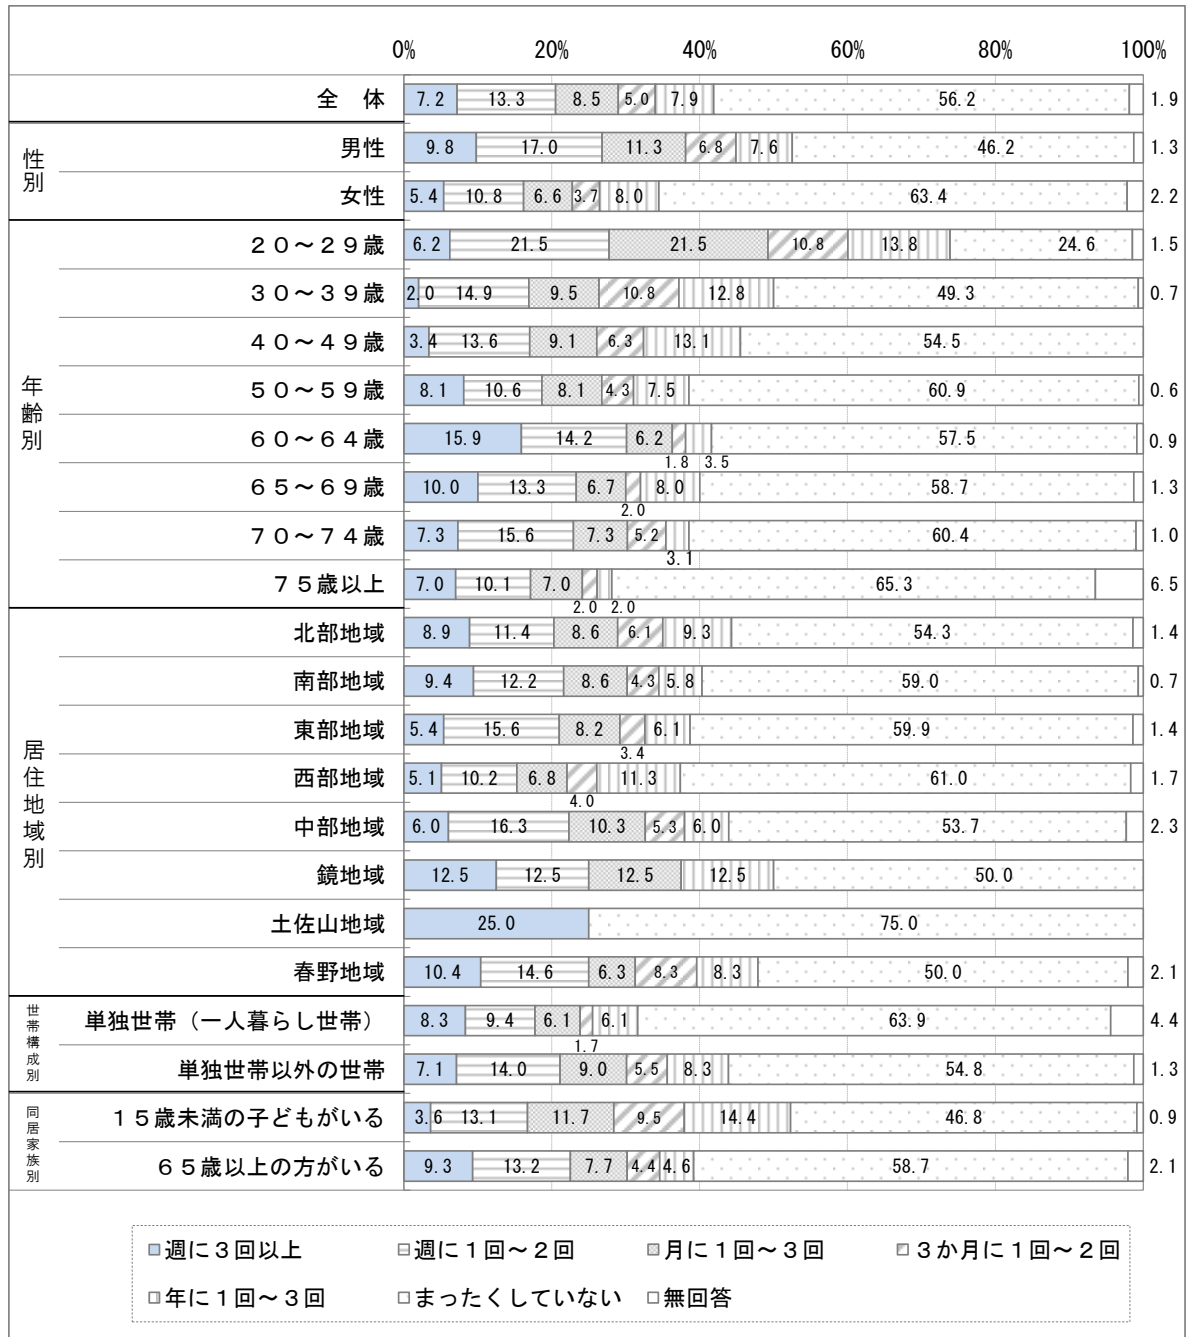 0% 20% 40% 60% 80% 100%
全 体 7.2 13.3 8.5 5.0 7.9 56.2 1.9
性別
男性 9.8 17.0 11.3 6.8 7.6 46.2 1.3
女性 5.4 10.8 6.6 3.7 8.0 63.4 2.2
年齢別
２０～２９歳 6.2 21.5 21.5 10.8 13.8 24.6 1.5
３０～３９歳 2.0 14.9 9.5 10.8 12.8 49.3 0.7
４０～４９歳 3.4 13.6 9.1 6.3 13.1 54.5
５０～５９歳 8.1 10.6 8.1 4.3 7.5 60.9 0.6
６０～６４歳 15.9 14.2 6.2 1.8 3.5 57.5 0.9
６５～６９歳 10.0 13.3 6.7 2.0 8.0 58.7 1.3
７０～７４歳 7.3 15.6 7.3 5.2 3.1 60.4 1.0
７５歳以上 7.0 10.1 7.0 2.0 2.0 65.3 6.5
居住地域別
北部地域 8.9 11.4 8.6 6.1 9.3 54.3 1.4
南部地域 9.4 12.2 8.6 4.3 5.8 59.0 0.7
東部地域 5.4 15.6 8.2 3.4 6.1 59.9 1.4
西部地域 5.1 10.2 6.8 4.0 11.3 61.0 1.7
中部地域 6.0 16.3 10.3 5.3 6.0 53.7 2.3
鏡地域 12.5 12.5 12.5 12.5 50.0
土佐山地域 25.0 75.0
春野地域 10.4 14.6 6.3 8.3 8.3 50.0 2.1
世帯構成別
単独世帯（一人暮らし世帯） 8.3 9.4 6.1 1.7 6.1 63.9 4.4
単独世帯以外の世帯 7.1 14.0 9.0 5.5 8.3 54.8 1.3
同居家族別
１５歳未満の子どもがいる 3.6 13.1 11.7 9.5 14.4 46.8 0.9
６５歳以上の方がいる 9.3 13.2 7.7 4.4 4.6 58.7 2.1
週に３回以上 週に１回～２回 月に１回～３回 ３か月に１回～２回
年に１回～３回 まったくしていない 無回答